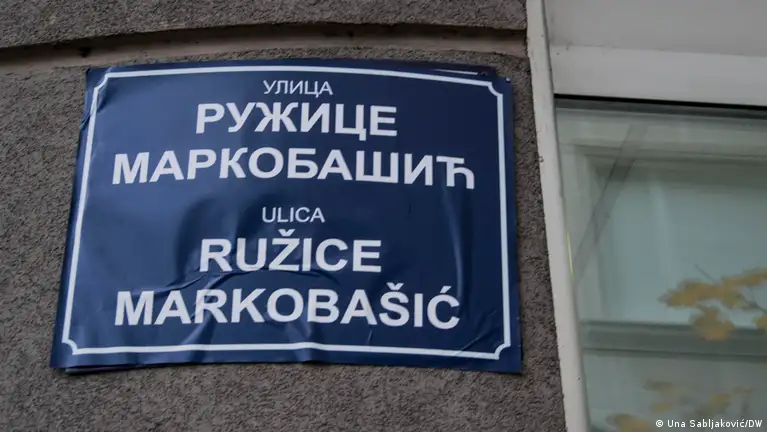 УЛИЦА
РУЖИЦЕ
МАРКОБАШИЋ
ULICA
RUŽICE
MARKOBAŠIĆ
© Una Sabljaković/DW